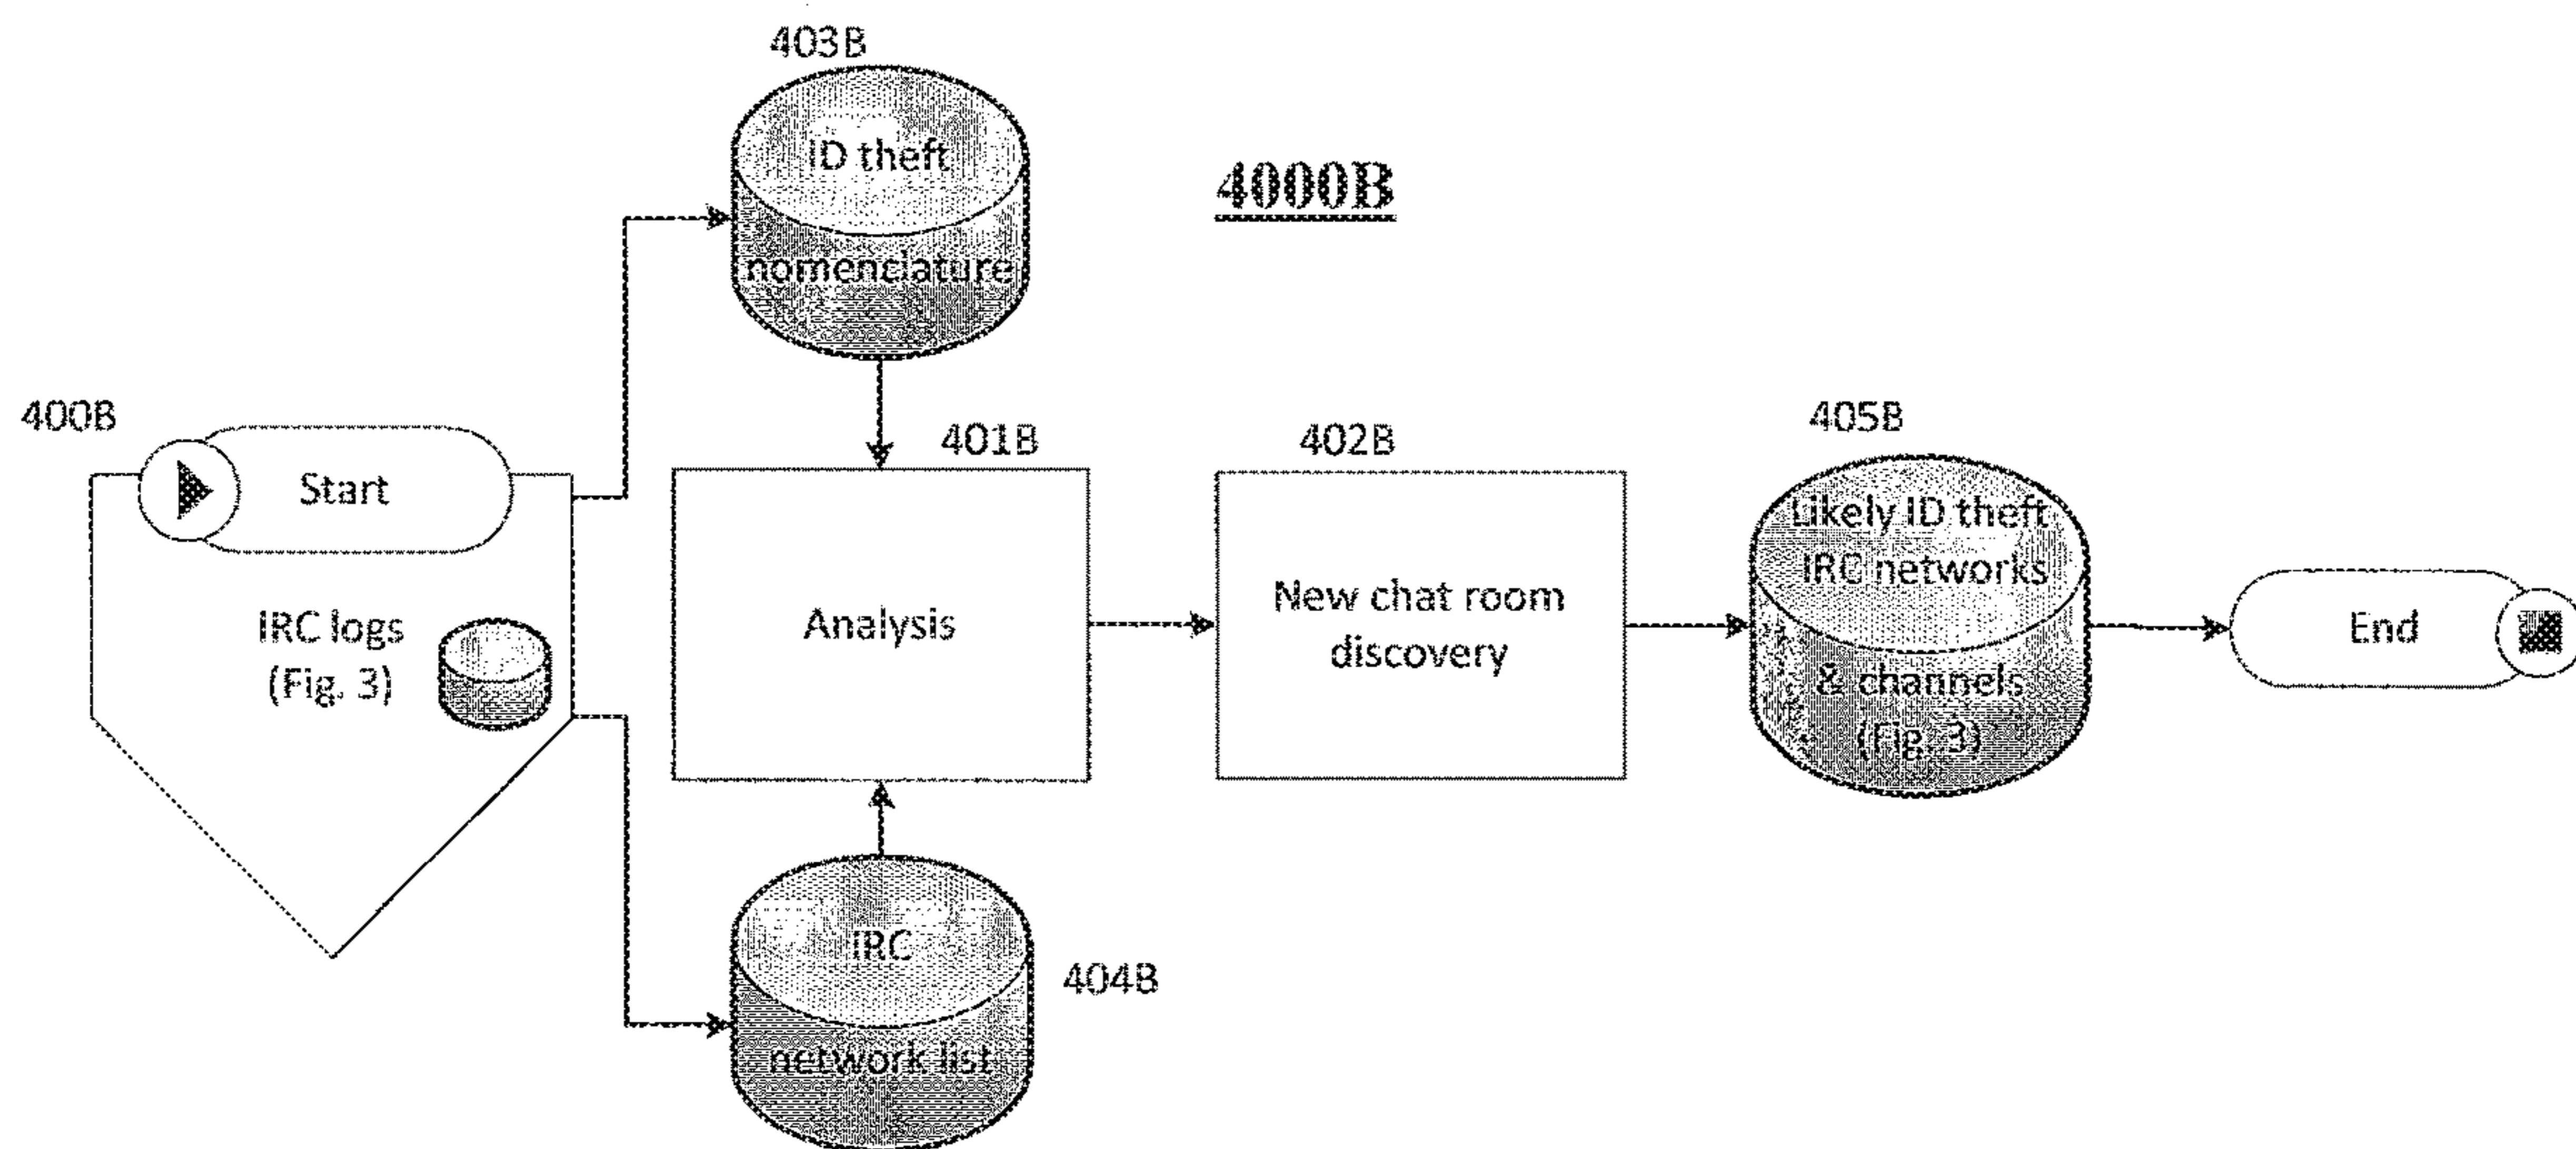 403B
ID theft
nomenclature
4000B
400B
Start
IRC logs
(Fig. 3)
401B
Analysis
402B
New chat room
discovery
405B
Likely ID theft
IRC networks
& channels
(Fig. 3)
End
IRC
network list
404B